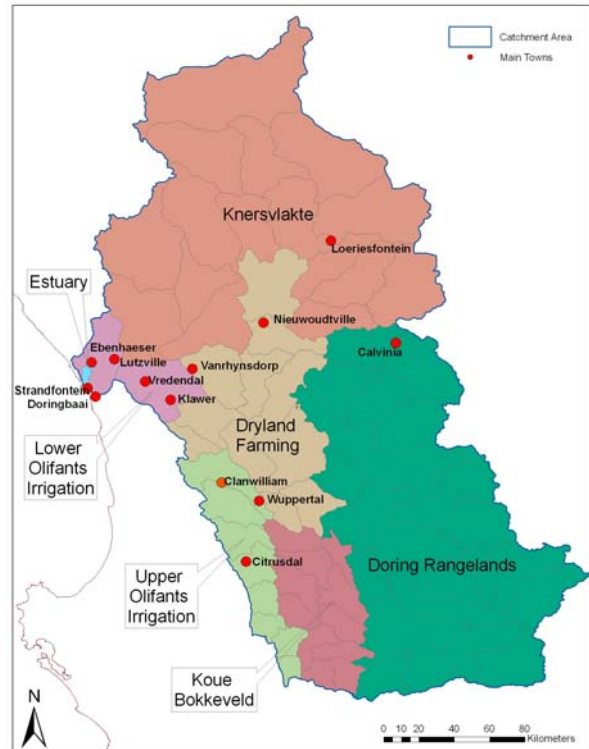 Catchment Area
Main Towns
Knersvlakte
Loeriesfontein
Estuary
Nieuwoudtville
Ebenhaeser
Calvinia
Lutzville
Vanrhynsdorp
Vredendal
Strandfontein
Doringbaai
Klawer
Lower
Olifants
Irrigation
Dryland
Farming
Clanwilliam
Wuppertal
Citrusdal
Doring Rangelands
Upper
Olifants
Irrigation
Koue
Bokkeveld
N
0 10 20 40 60 80
Kilometers